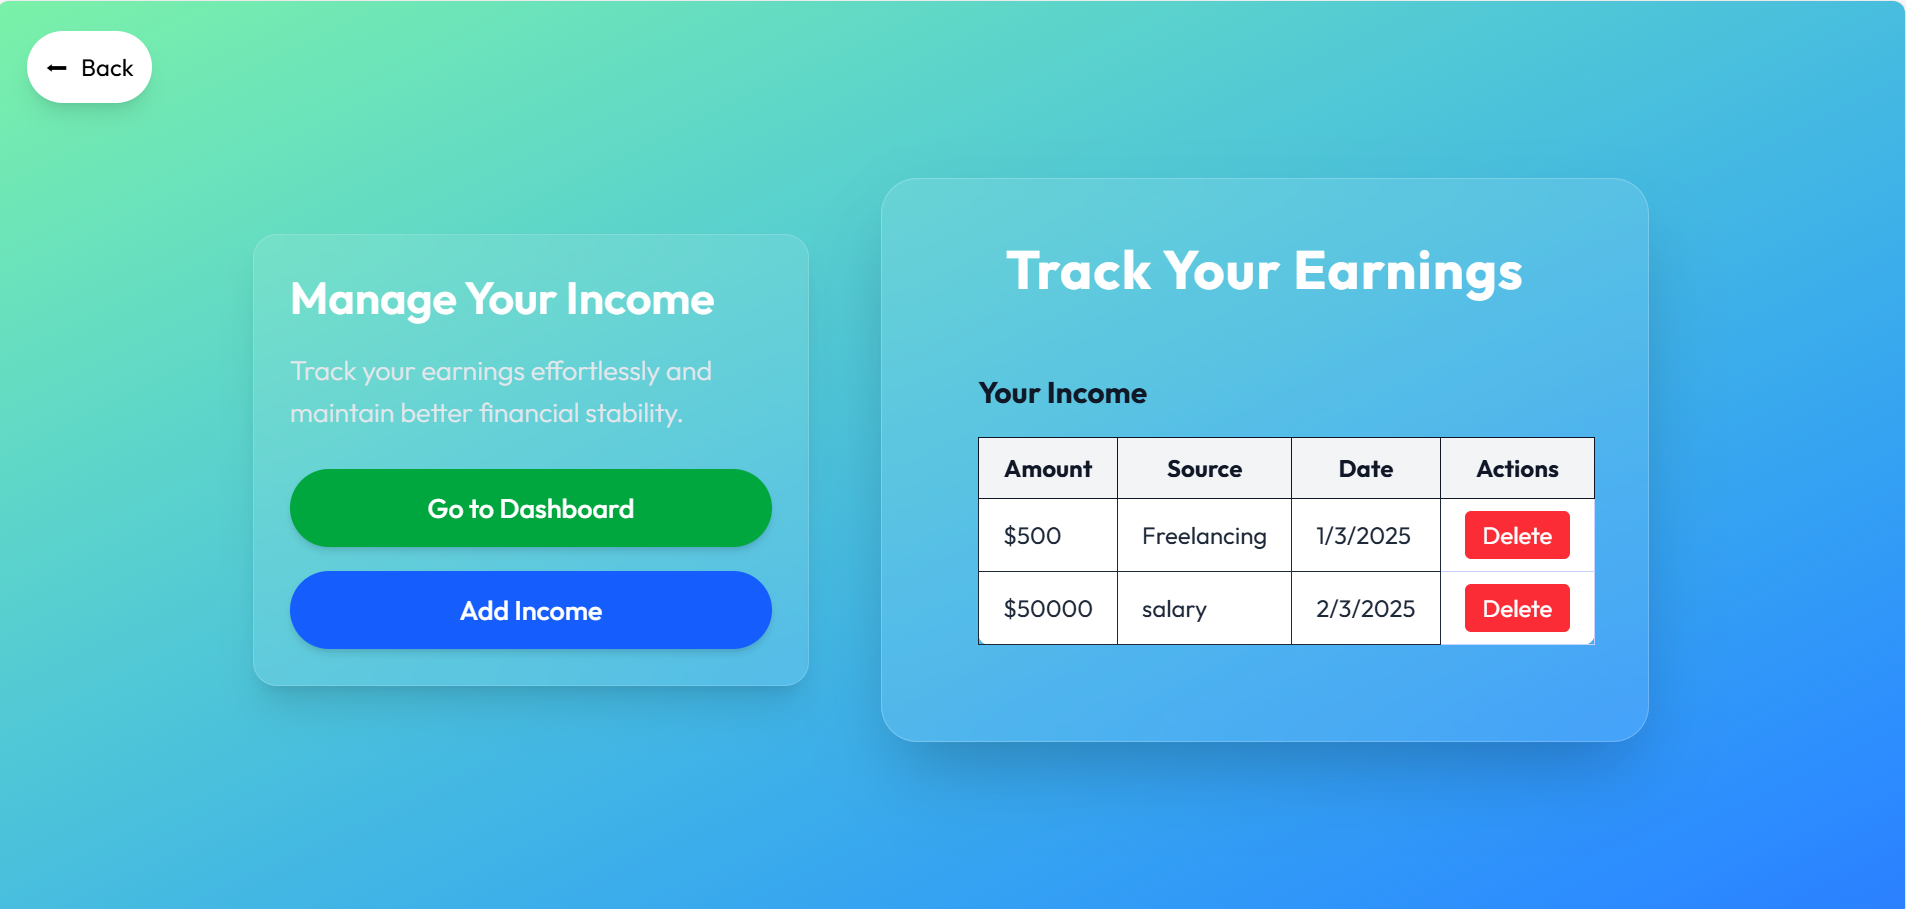 Back
Manage Your Income
Track your earnings effortlessly and
maintain better financial stability.
Go to Dashboard
Add Income
Track Your Earnings
Your Income
Amount Source Date Actions
$500 Freelancing 1/3/2025 Delete
$50000 salary 2/3/2025 Delete